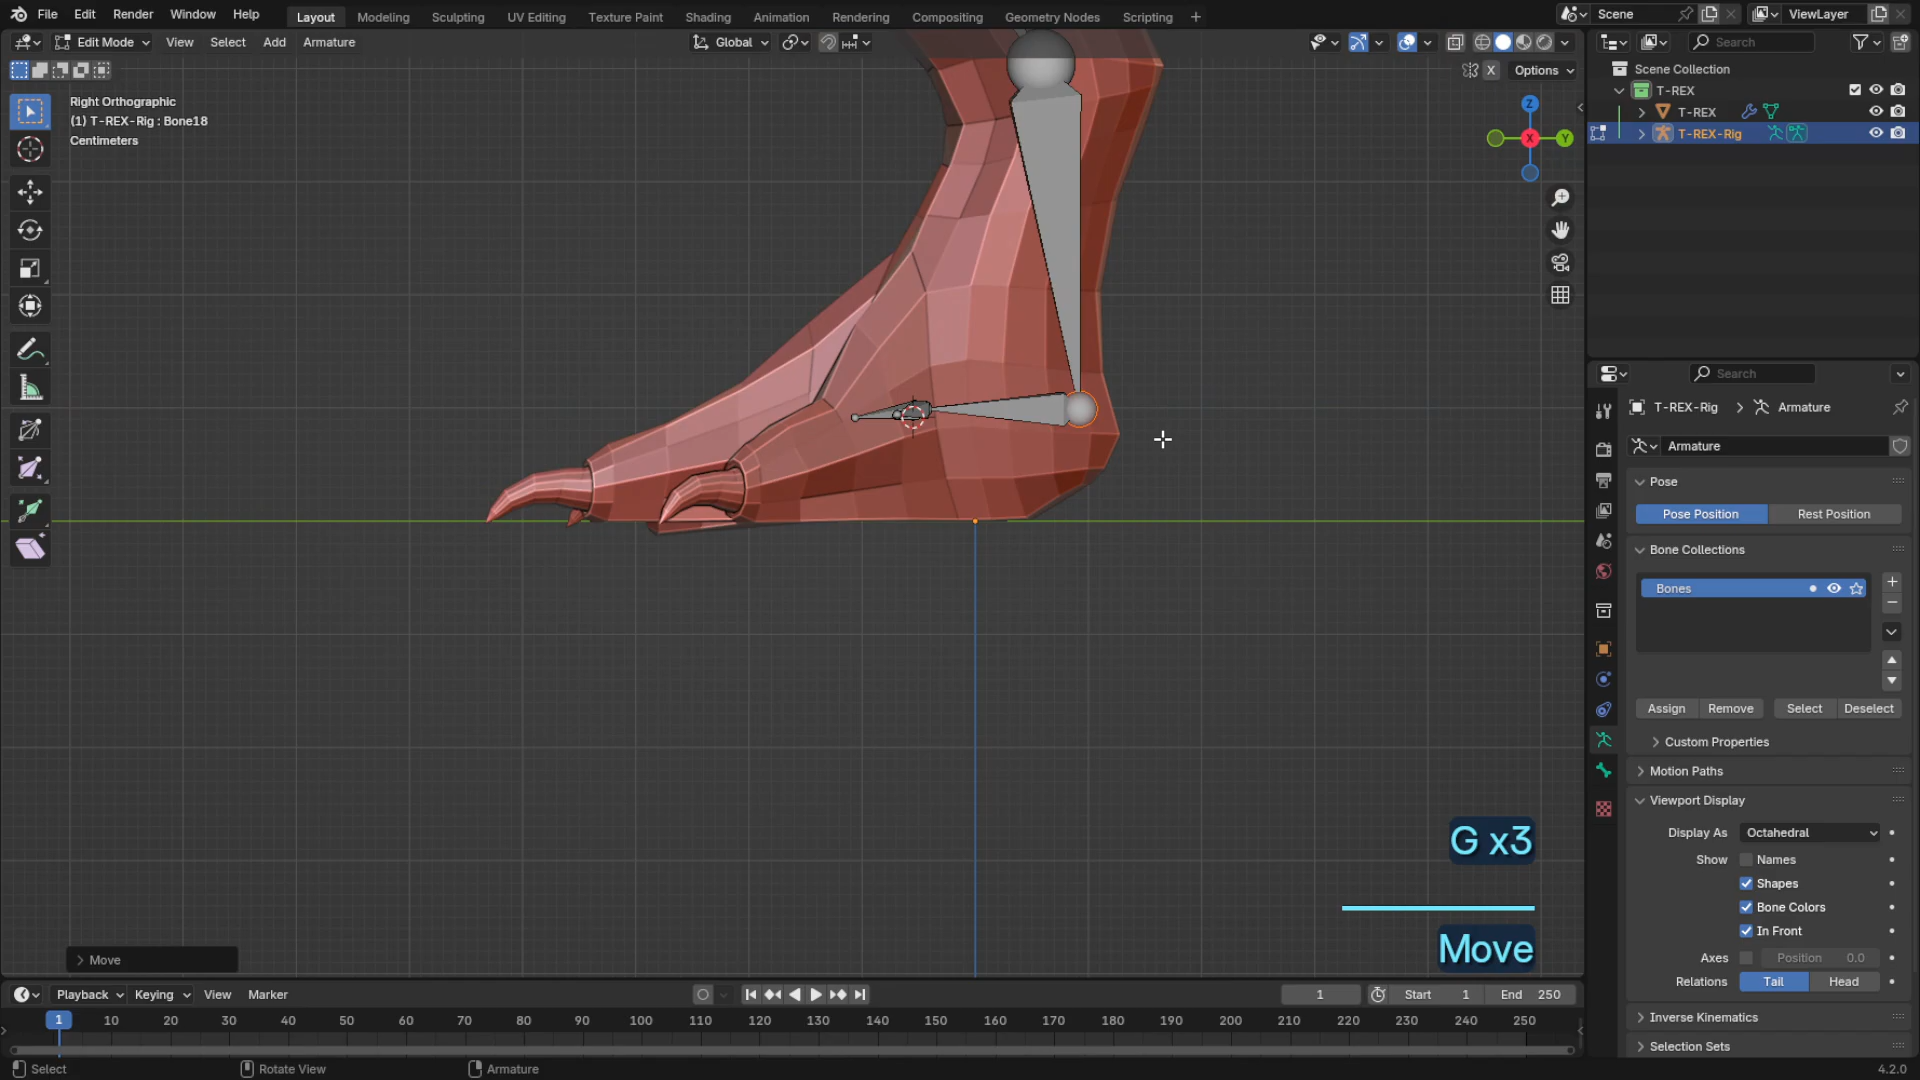 File Edit Render Window Help Layout Modeling Sculpting UV Editing Texture Paint Shading Animation Rendering Compositing Geometry Nodes Scripting + Scene ViewLayer
Edit Mode View Select Add Armature Global Search
X Options
Right Orthographic
(1) T-REX-Rig : Bone18
Centimeters
Z
X
Y
Scene Collection
T-REX
T-REX
T-REX-Rig
Search
T-REX-Rig > Armature
Armature
Pose
Pose Position Rest Position
Bone Collections
Bones
Assign Remove Select Deselect
Custom Properties
Motion Paths
Viewport Display
Display As Octahedral
Show Names
Shapes
Bone Colors
In Front
Axes Position 0.0
Relations Tail Head
Inverse Kinematics
Selection Sets
G x3
Move
Move
Playback Keying View Marker 1 Start 1 End 250
1 10 20 30 40 50 60 70 80 90 100 110 120 130 140 150 160 170 180 190 200 210 220 230 240 250
Select Rotate View Armature 4.2.0